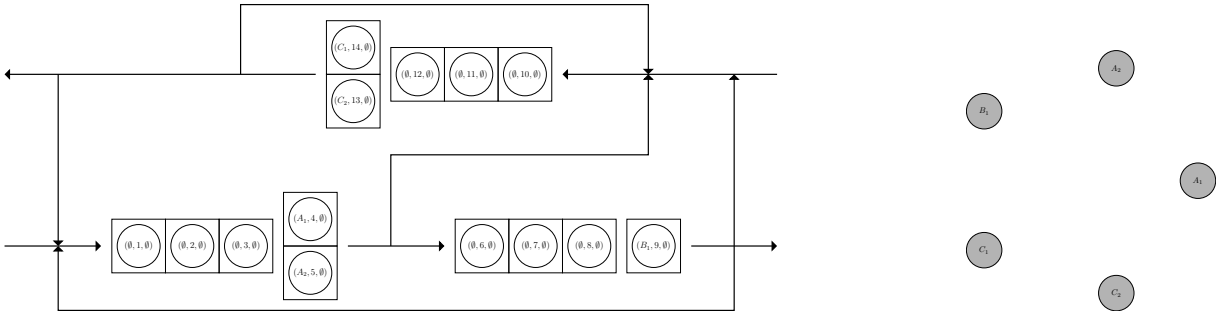 (C₁, 14, ∅)
(∅, 12, ∅) (∅, 11, ∅) (∅, 10, ∅)
(C₂, 13, ∅)
(A₁, 4, ∅)
(∅, 1, ∅) (∅, 2, ∅) (∅, 3, ∅)
(A₂, 5, ∅)
(∅, 6, ∅) (∅, 7, ∅) (∅, 8, ∅) (B₁, 9, ∅)
A₂
B₁
A₁
C₁
C₂